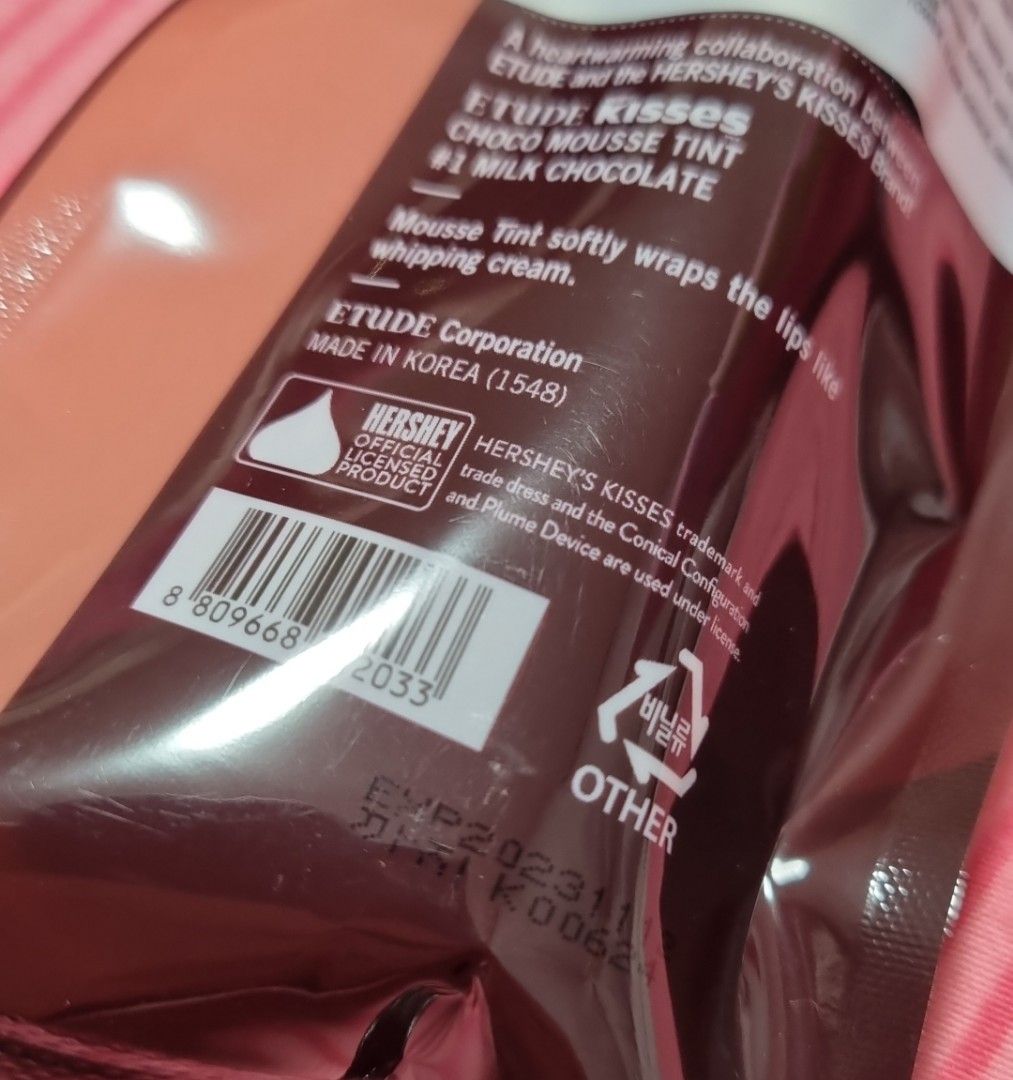 A heartwarming collaboration between
ETUDE and the HERSHEY'S KISSES Brand!
ETUDE KISSES
CHOCO MOUSSE TINT
#1 MILK CHOCOLATE
Mousse Tint softly wraps the lips like
whipping cream.
ETUDE Corporation
MADE IN KOREA (1548)
HERSHEY
OFFICIAL
LICENSED
PRODUCT
HERSHEY'S KISSES trademark and
trade dress and the Conical Configuration
and Plume Device are used under license.
8 809668 2033
비닐류
OTHER